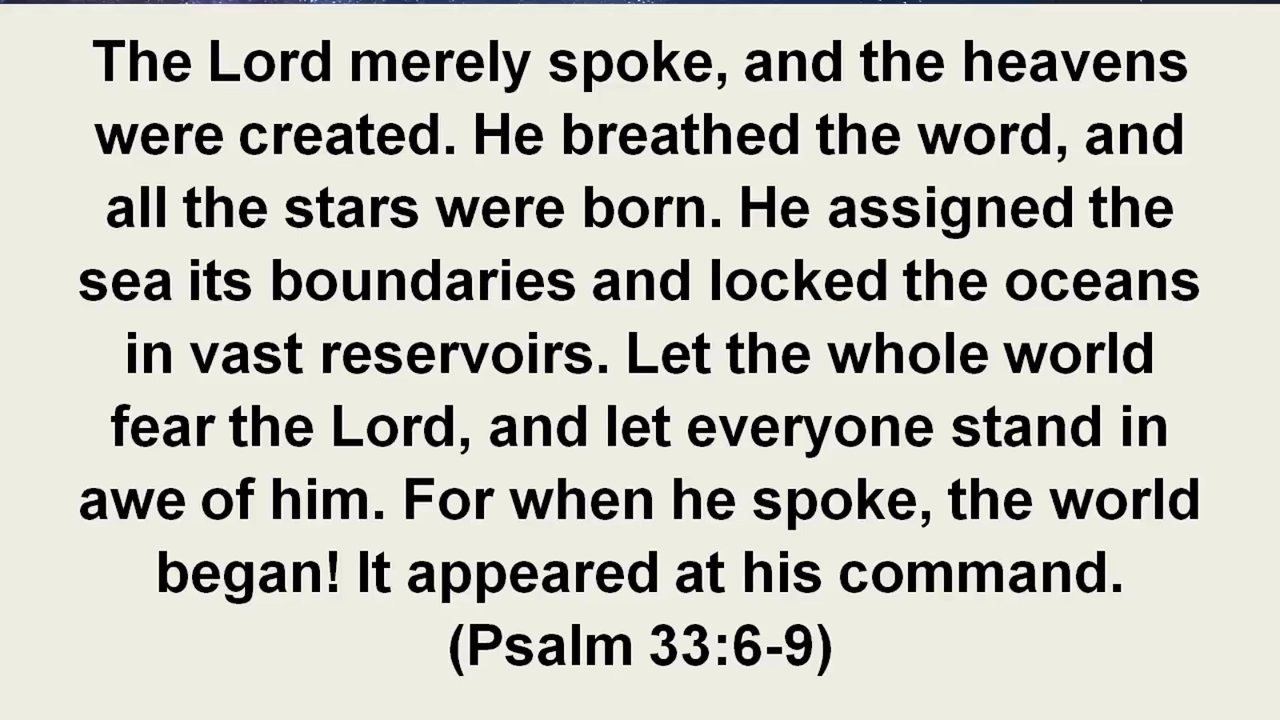 The Lord merely spoke, and the heavens
were created. He breathed the word, and
all the stars were born. He assigned the
sea its boundaries and locked the oceans
in vast reservoirs. Let the whole world
fear the Lord, and let everyone stand in
awe of him. For when he spoke, the world
began! It appeared at his command.
(Psalm 33:6-9)